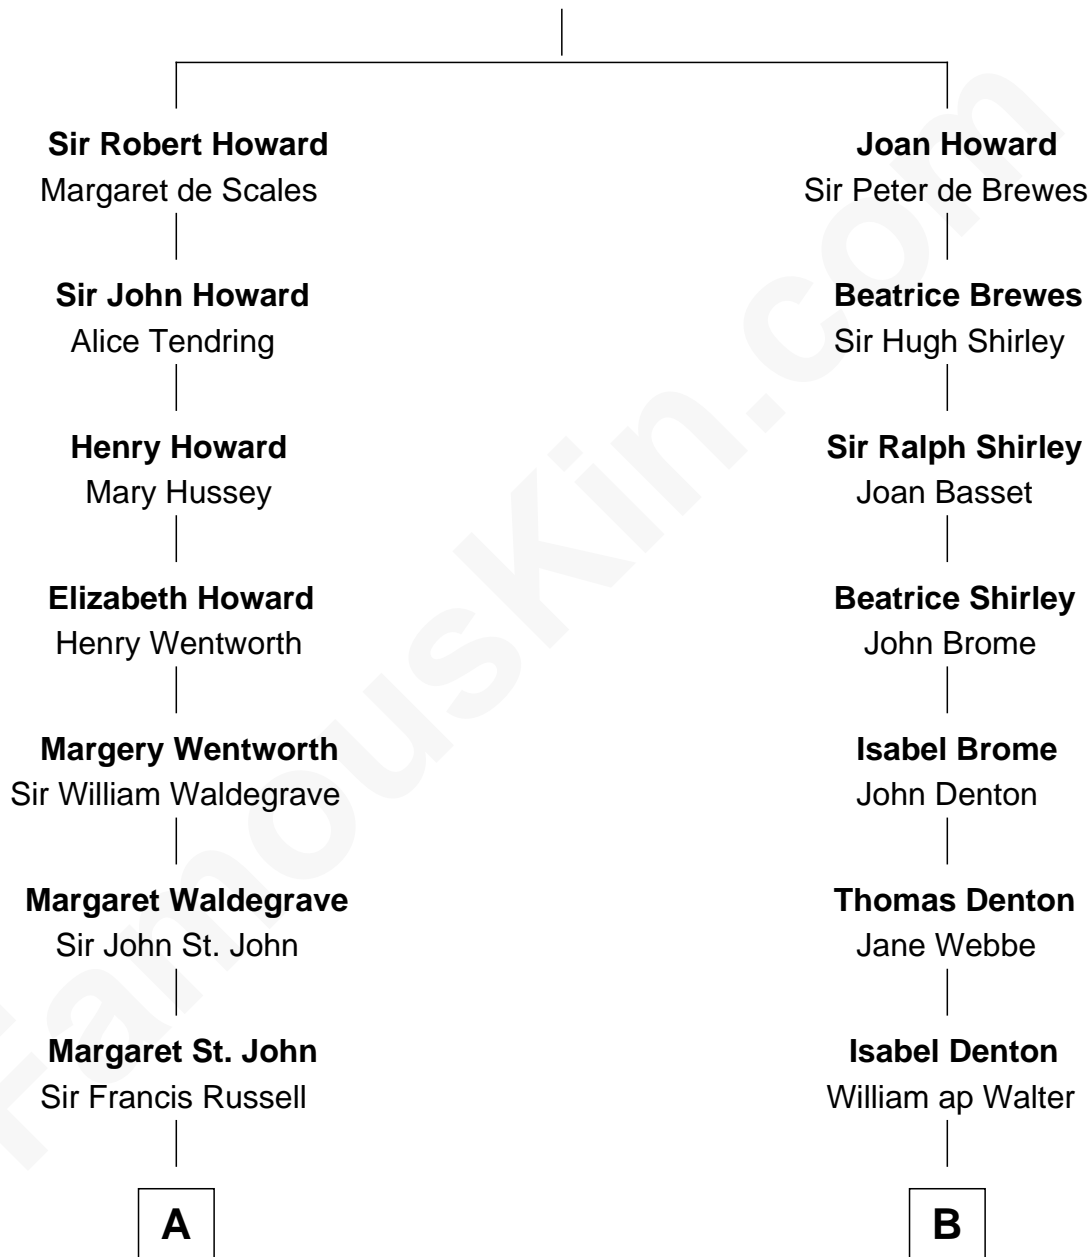 Sir Robert Howard
Margaret de Scales
Sir John Howard
Alice Tendring
Henry Howard
Mary Hussey
Elizabeth Howard
Henry Wentworth
Margery Wentworth
Sir William Waldegrave
Margaret Waldegrave
Sir John St. John
Margaret St. John
Sir Francis Russell
A
Joan Howard
Sir Peter de Brewes
Beatrice Brewes
Sir Hugh Shirley
Sir Ralph Shirley
Joan Basset
Beatrice Shirley
John Brome
Isabel Brome
John Denton
Thomas Denton
Jane Webbe
Isabel Denton
William ap Walter
B
FamousKin.com